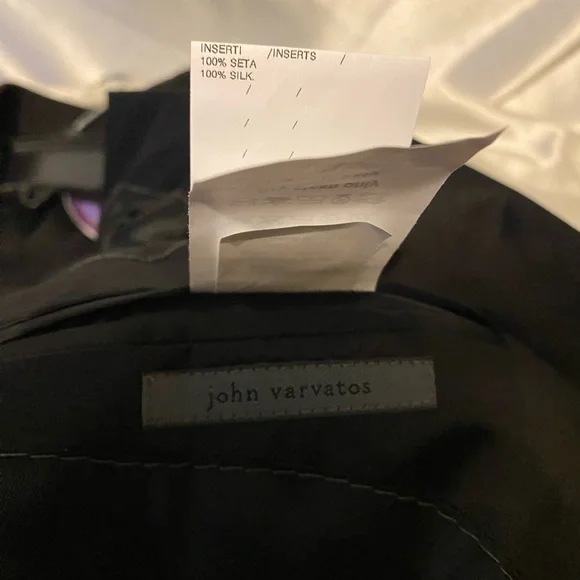 INSERTI /INSERTS /
100% SETA
100% SILK.
/ /
/ /
/ /
john varvatos